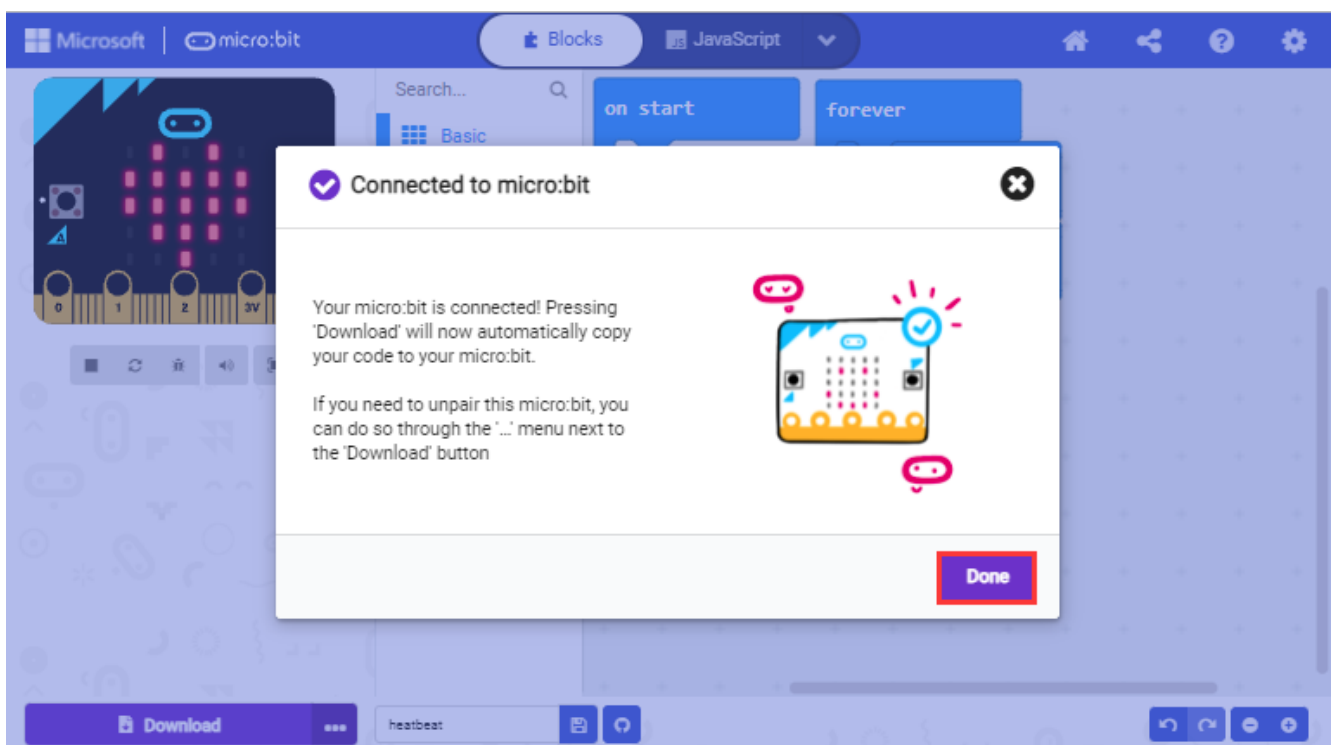 Microsoft micro:bit
Blocks
JS JavaScript
Search...
Basic
on start
forever
A
0 1 2 3V
Connected to micro:bit
Your micro:bit is connected! Pressing
'Download' will now automatically copy
your code to your micro:bit.
If you need to unpair this micro:bit, you
can do so through the '...' menu next to
the 'Download' button
Done
Download
heatbeat